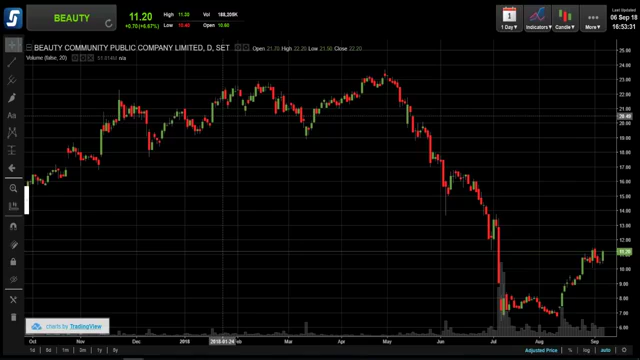 BEAUTY
11.20
+0.70 (+6.67%)
High 11.20
Low 10.40
Vol 188,205K
Open 10.60
1 Day
Indicators
Candle
More
Last Updated
06 Sep 18
16:53:31
BEAUTY COMMUNITY PUBLIC COMPANY LIMITED, D, SET
Open 21.70 High 22.20 Low 21.50 Close 22.20
Volume (false, 20)
n/a
Aa
25.00
24.00
23.00
22.00
21.00
20.40
19.00
18.00
17.00
16.00
15.00
14.00
13.00
12.00
11.20
10.00
9.00
8.00
7.00
6.00
5.00
charts by TradingView
Oct
Nov
Dec
2018
2018-01-24
Feb
Mar
Apr
May
Jun
Jul
Aug
Sep
1d 5d 1m 3m 1y 5y
Adjusted Price % log auto